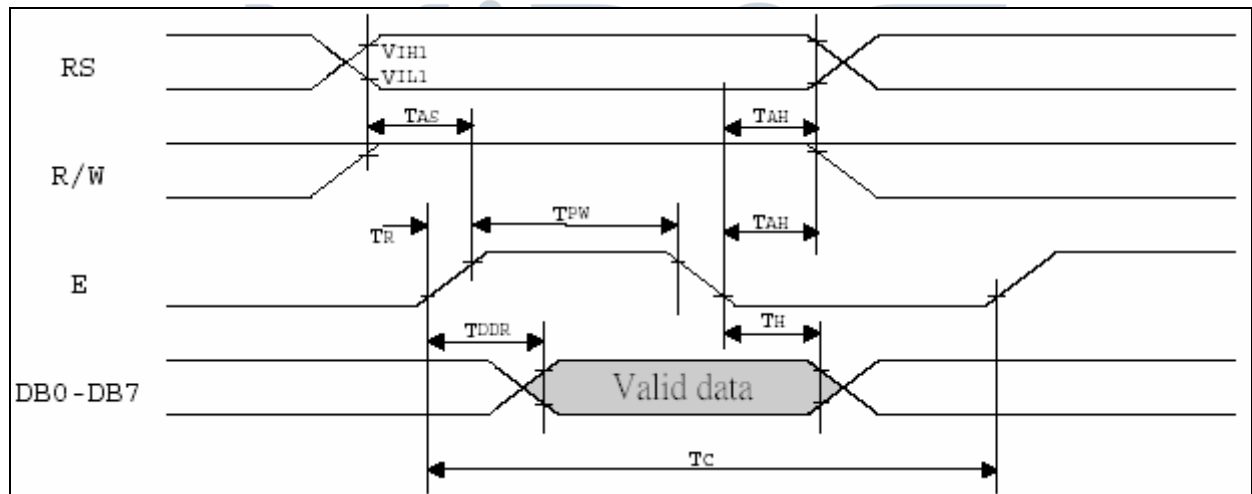 RS
VIH1
VIL1
TAS
TAH
R/W
TPW
TAH
TR
E
TDDR
TH
DB0-DB7
Valid data
TC